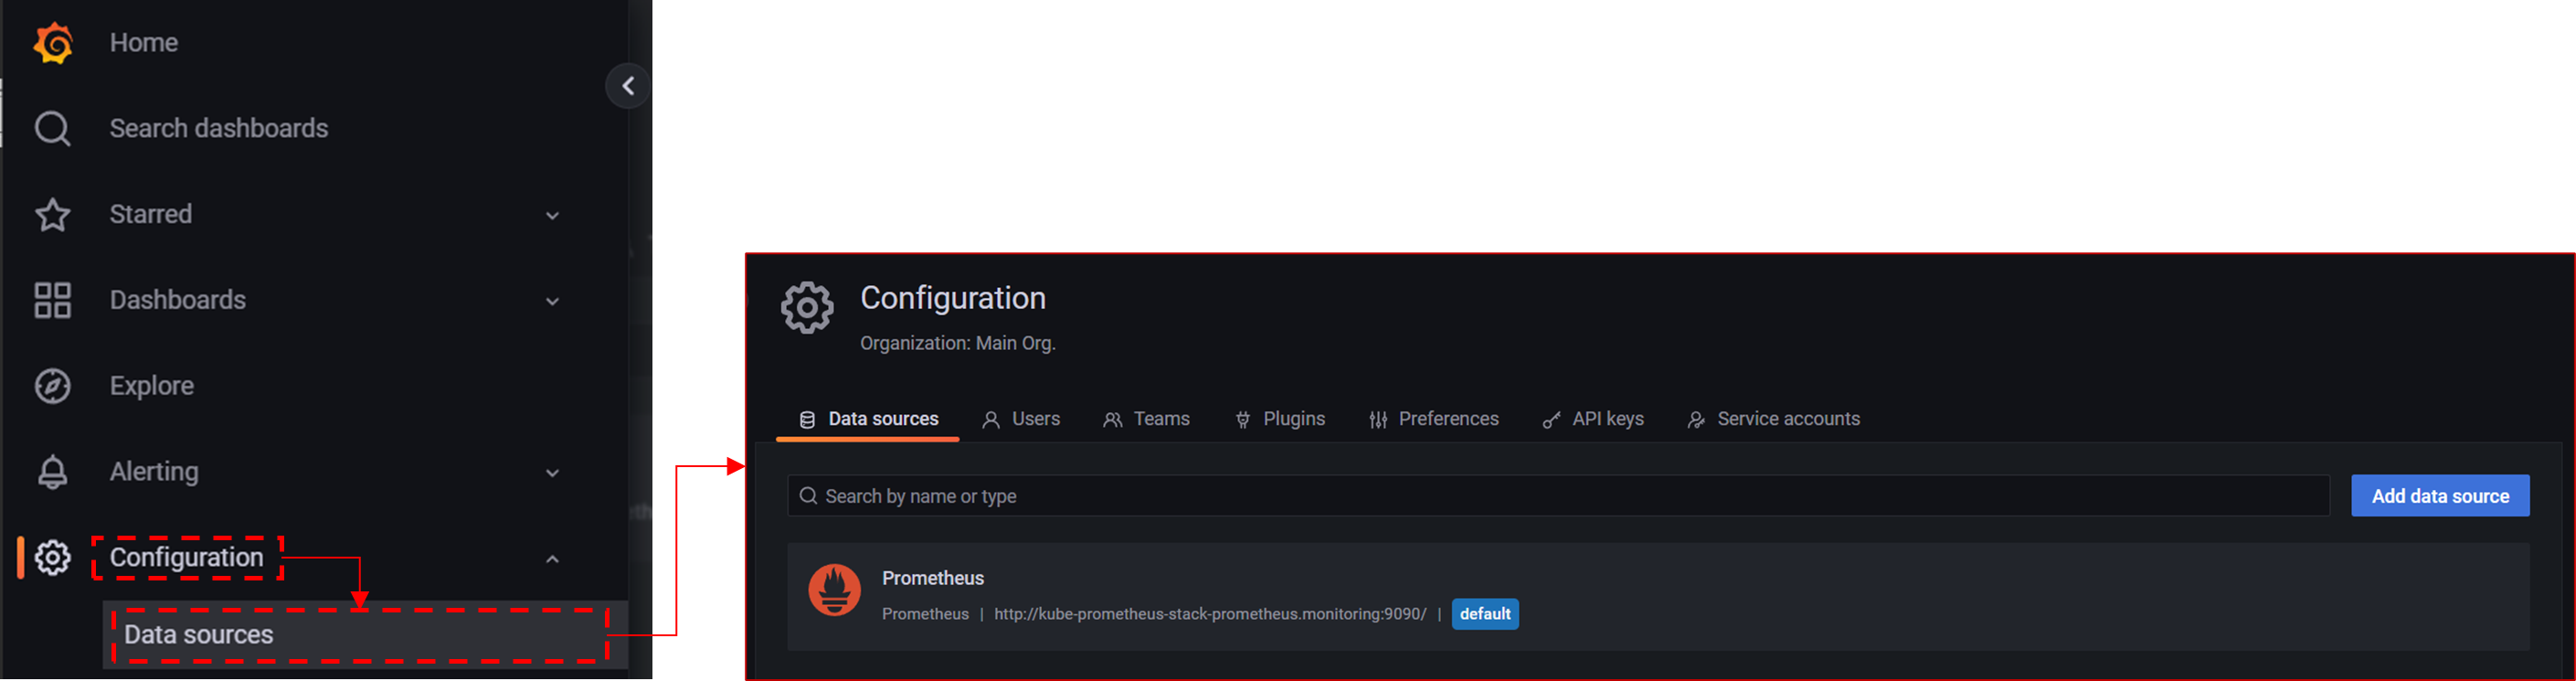 Home
Search dashboards
Starred
Dashboards
Explore
Alerting
Configuration
Data sources
Configuration
Organization: Main Org.
Data sources Users Teams Plugins Preferences API keys Service accounts
Search by name or type Add data source
Prometheus
Prometheus | http://kube-prometheus-stack-prometheus.monitoring:9090/ | default